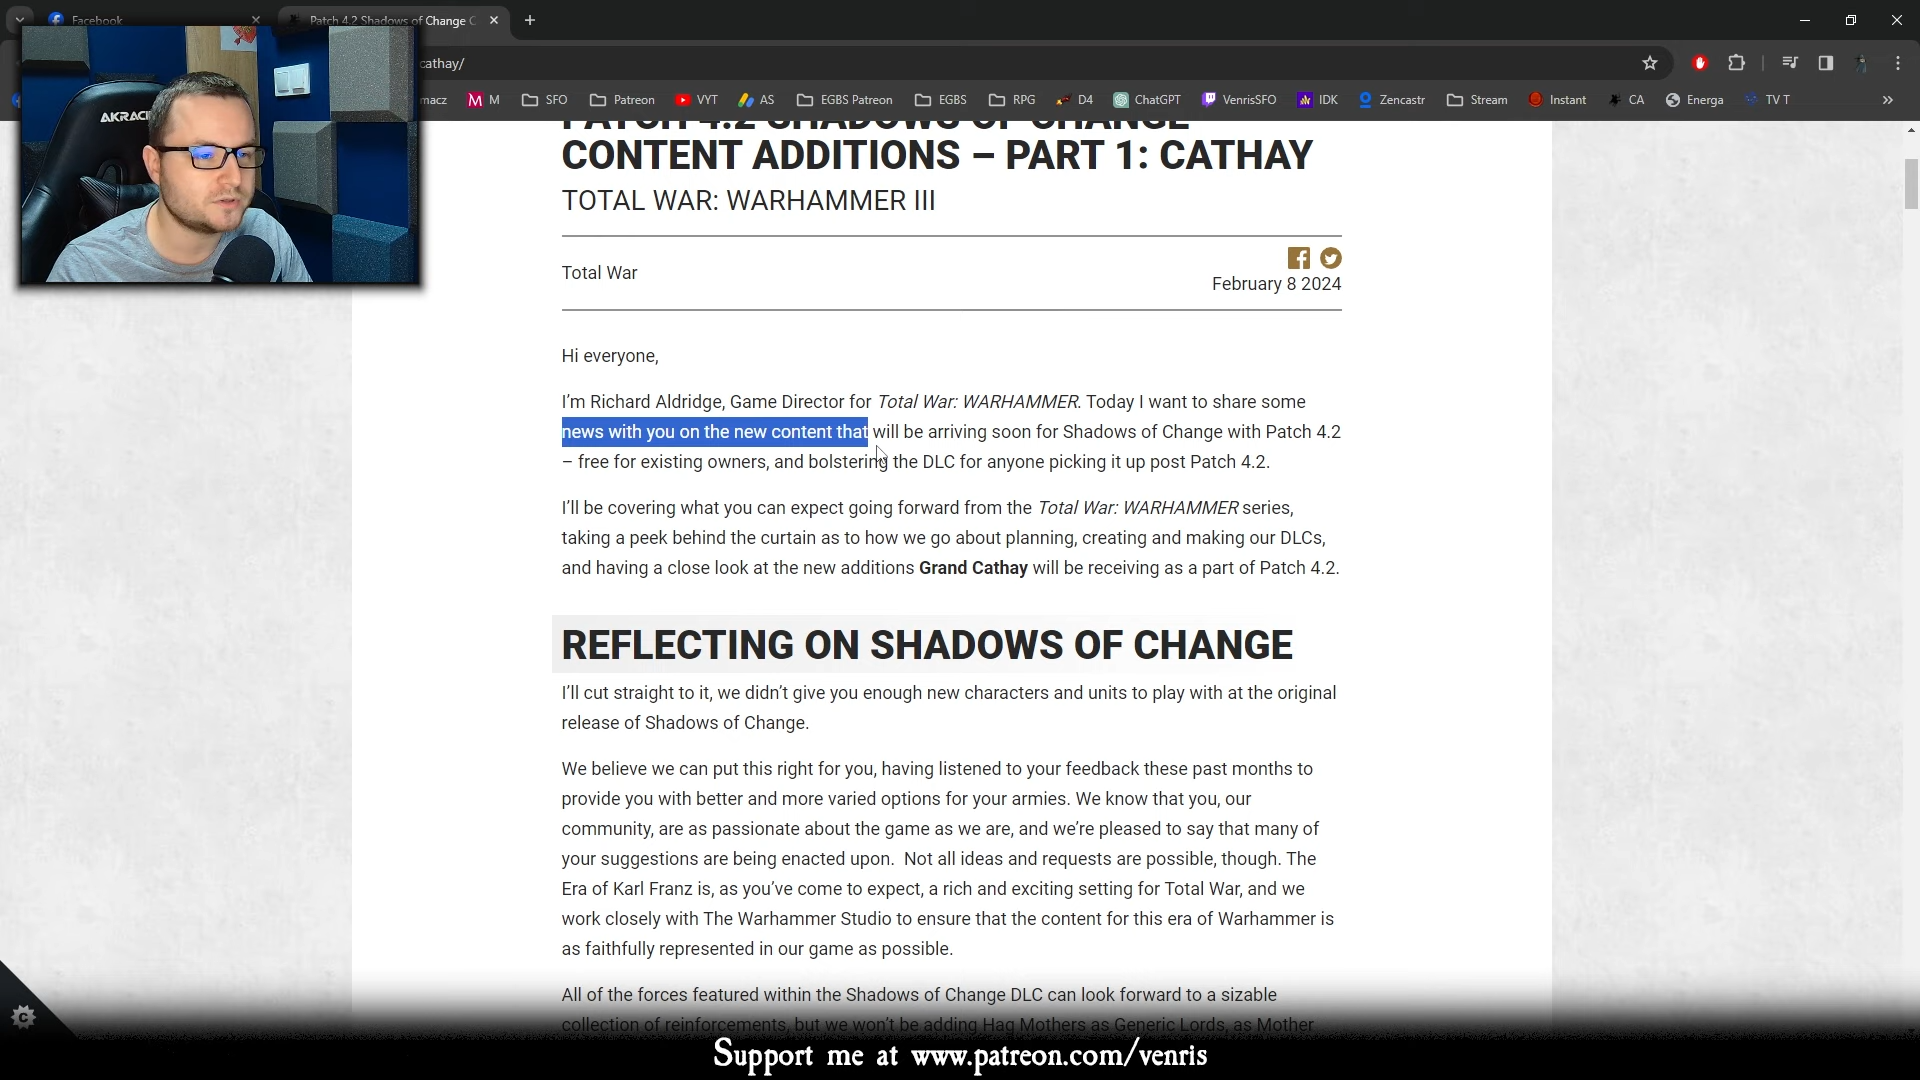 Facebook
Patch 4.2 Shadows of Change C
cathay/
macz
M
SFO
Patreon
VYT
AS
EGBS Patreon
EGBS
RPG
D4
ChatGPT
VenrisSFO
IDK
Zencastr
Stream
Instant
CA
Energa
TV T
AKRACI
PATCH 4.2 SHADOWS OF CHANGE
CONTENT ADDITIONS – PART 1: CATHAY
TOTAL WAR: WARHAMMER III
Total War
February 8 2024
Hi everyone,
I’m Richard Aldridge, Game Director for Total War: WARHAMMER. Today I want to share some
news with you on the new content that will be arriving soon for Shadows of Change with Patch 4.2
– free for existing owners, and bolstering the DLC for anyone picking it up post Patch 4.2.
I’ll be covering what you can expect going forward from the Total War: WARHAMMER series,
taking a peek behind the curtain as to how we go about planning, creating and making our DLCs,
and having a close look at the new additions Grand Cathay will be receiving as a part of Patch 4.2.
REFLECTING ON SHADOWS OF CHANGE
I’ll cut straight to it, we didn’t give you enough new characters and units to play with at the original
release of Shadows of Change.
We believe we can put this right for you, having listened to your feedback these past months to
provide you with better and more varied options for your armies. We know that you, our
community, are as passionate about the game as we are, and we’re pleased to say that many of
your suggestions are being enacted upon.  Not all ideas and requests are possible, though. The
Era of Karl Franz is, as you’ve come to expect, a rich and exciting setting for Total War, and we
work closely with The Warhammer Studio to ensure that the content for this era of Warhammer is
as faithfully represented in our game as possible.
All of the forces featured within the Shadows of Change DLC can look forward to a sizable
collection of reinforcements, but we won’t be adding Hag Mothers as Generic Lords, as Mother
Support me at www.patreon.com/venris